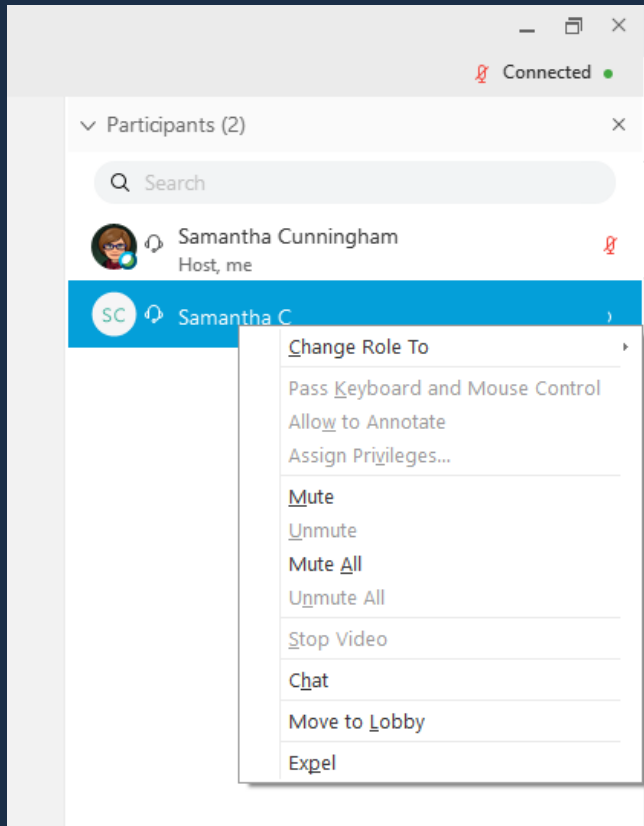 Connected
Participants (2)
Search
Samantha Cunningham
Host, me
SC Samantha C
Change Role To
Pass Keyboard and Mouse Control
Allow to Annotate
Assign Privileges...
Mute
Unmute
Mute All
Unmute All
Stop Video
Chat
Move to Lobby
Expel